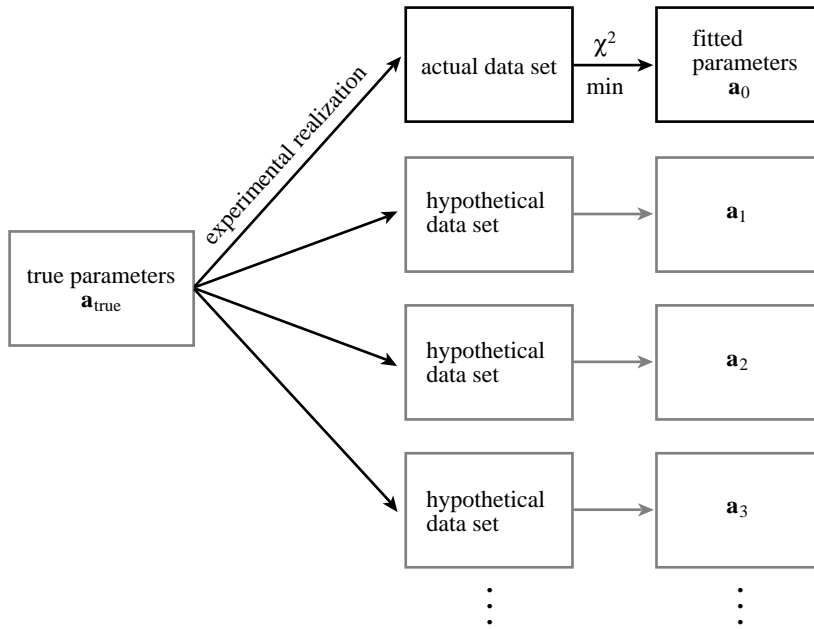 actual data set
χ²
min
fitted
parameters
a₀
experimental realization
hypothetical
data set
a₁
true parameters
a_true
hypothetical
data set
a₂
hypothetical
data set
a₃